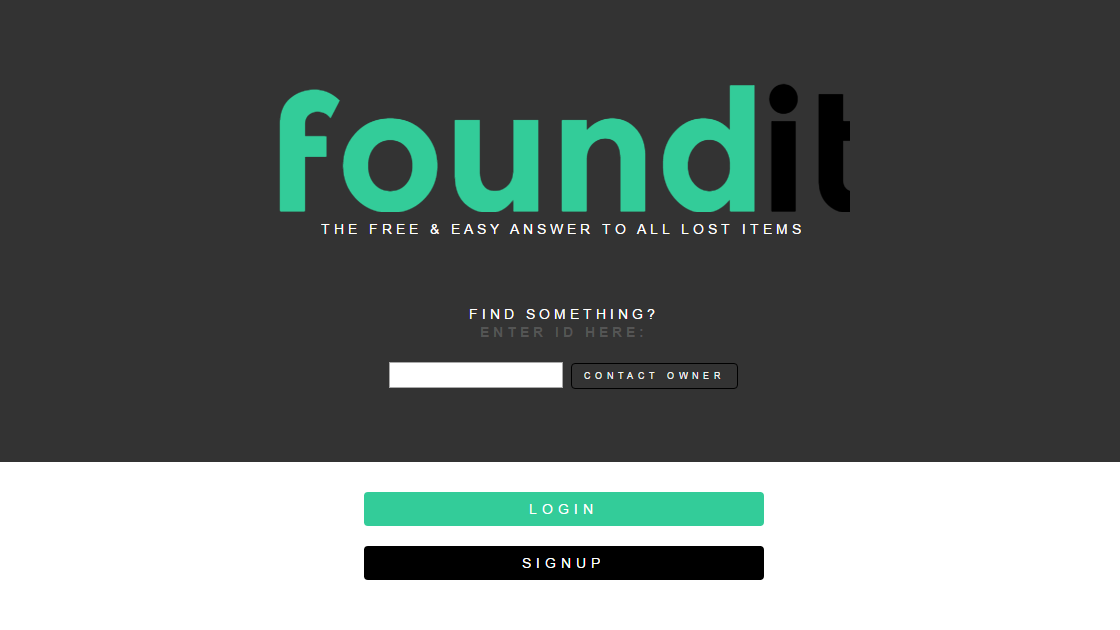 foundit
THE FREE & EASY ANSWER TO ALL LOST ITEMS
FIND SOMETHING?
ENTER ID HERE:
CONTACT OWNER
LOGIN
SIGNUP